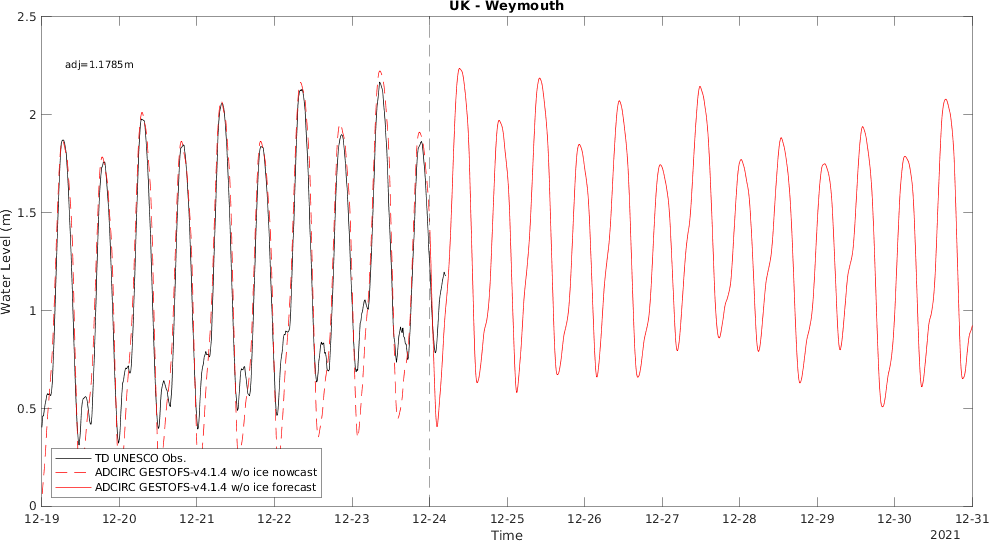 UK - Weymouth
adj=1.1785m
2.5
2
1.5
1
0.5
0
Water Level (m)
TD UNESCO Obs.
ADCIRC GESTOFS-v4.1.4 w/o ice nowcast
ADCIRC GESTOFS-v4.1.4 w/o ice forecast
12-19 12-20 12-21 12-22 12-23 12-24 12-25 12-26 12-27 12-28 12-29 12-30 12-31
Time
2021